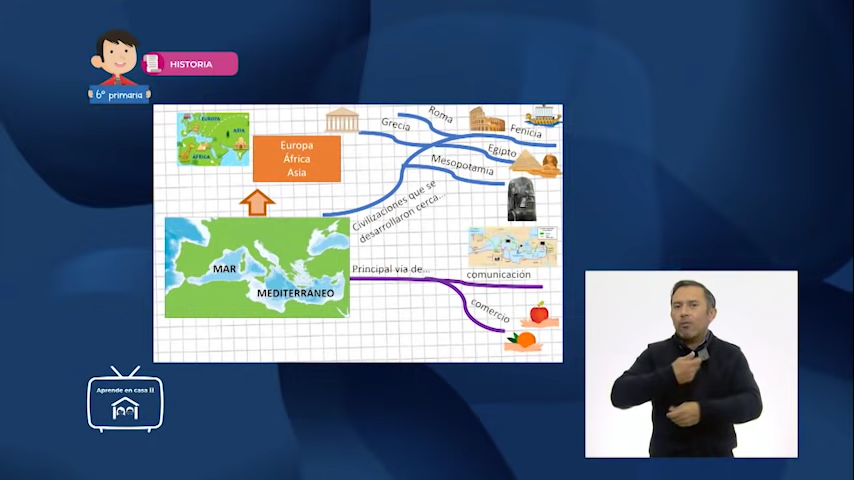 HISTORIA
6° primaria
EUROPA
ASIA
ÁFRICA
Europa
África
Asia
Roma
Grecia
Fenicia
Egipto
Mesopotamia
Civilizaciones que se
desarrollaron cerca...
MAR
MEDITERRÁNEO
Principal vía de...
comunicación
comercio
Aprende en casa II